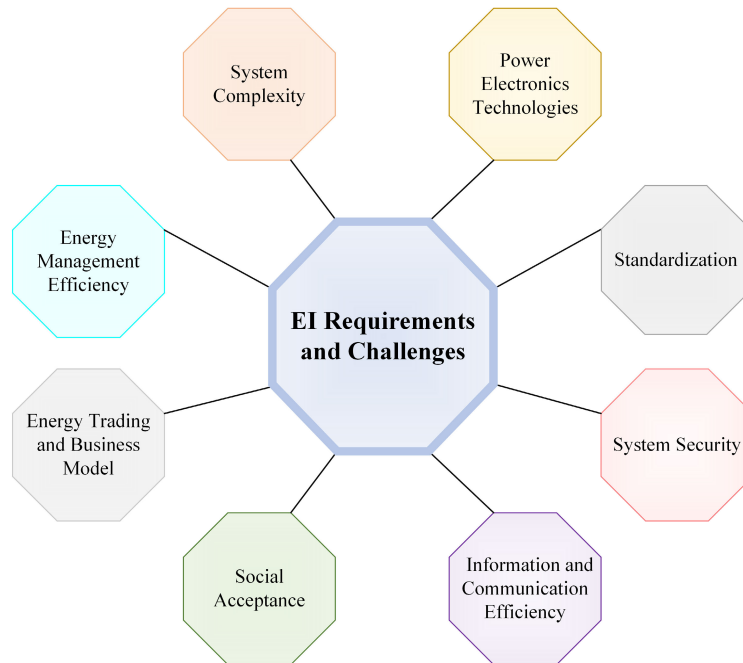 System
Complexity
Power
Electronics
Technologies
Energy
Management
Efficiency
Standardization
EI Requirements
and Challenges
Energy Trading
and Business
Model
System Security
Social
Acceptance
Information and
Communication
Efficiency